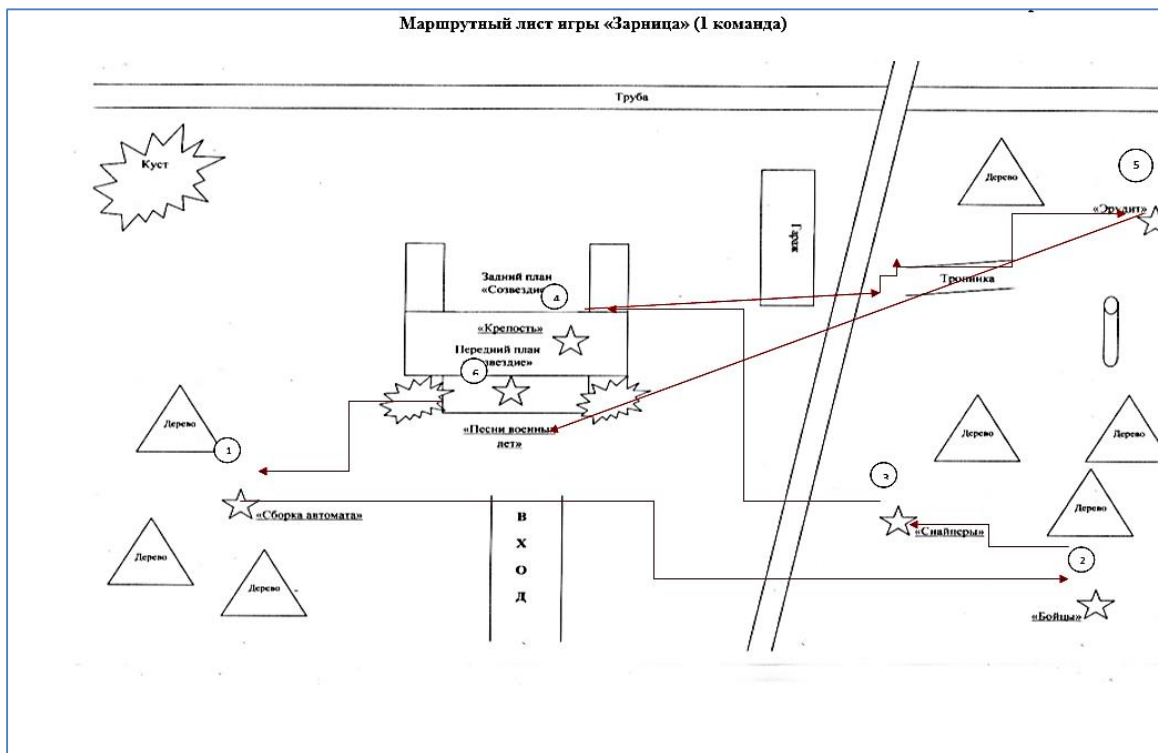 Маршрутный лист игры «Зарница» (1 команда)
Труба
Куст
Дерево
5
«Эрудит»
Гараж
Задний план
«Созвездие»
4
Тропинка
«Крепость»
Передний план
6
Дерево
1
«Песни военных
лет»
Дерево
Дерево
3
Дерево
«Сборка автомата»
«Снайперы»
В
Х
О
Д
2
Дерево
Дерево
«Бойцы»